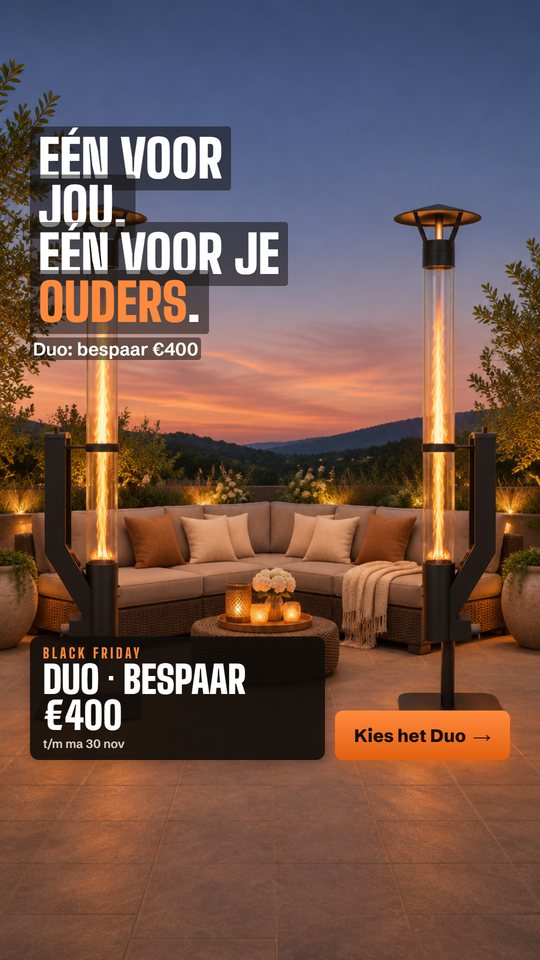 EÉN VOOR
JOU.
EÉN VOOR JE
OUDERS.
Duo: bespaar €400
BLACK FRIDAY
DUO · BESPAAR
€400
t/m ma 30 nov
Kies het Duo →